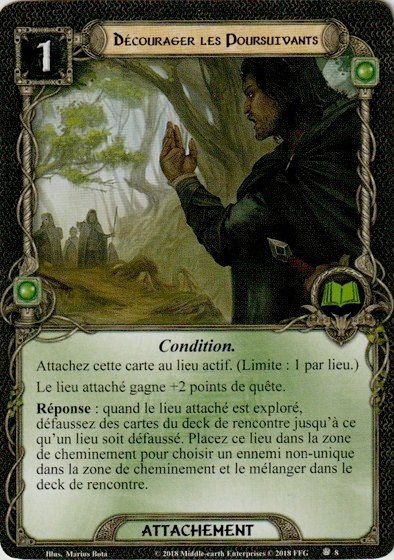 1
Décourager les Poursuivants
Condition.
Attachez cette carte au lieu actif. (Limite : 1 par lieu.)
Le lieu attaché gagne +2 points de quête.
Réponse : quand le lieu attaché est exploré,
défaussez des cartes du deck de rencontre jusqu'à ce
qu'un lieu soit défaussé. Placez ce lieu dans la zone
de cheminement pour choisir un ennemi non-unique
dans la zone de cheminement et le mélanger dans le
deck de rencontre.
Attachement
Illus. Marius Bota © 2018 Middle-earth Enterprises © 2018 FFG 8